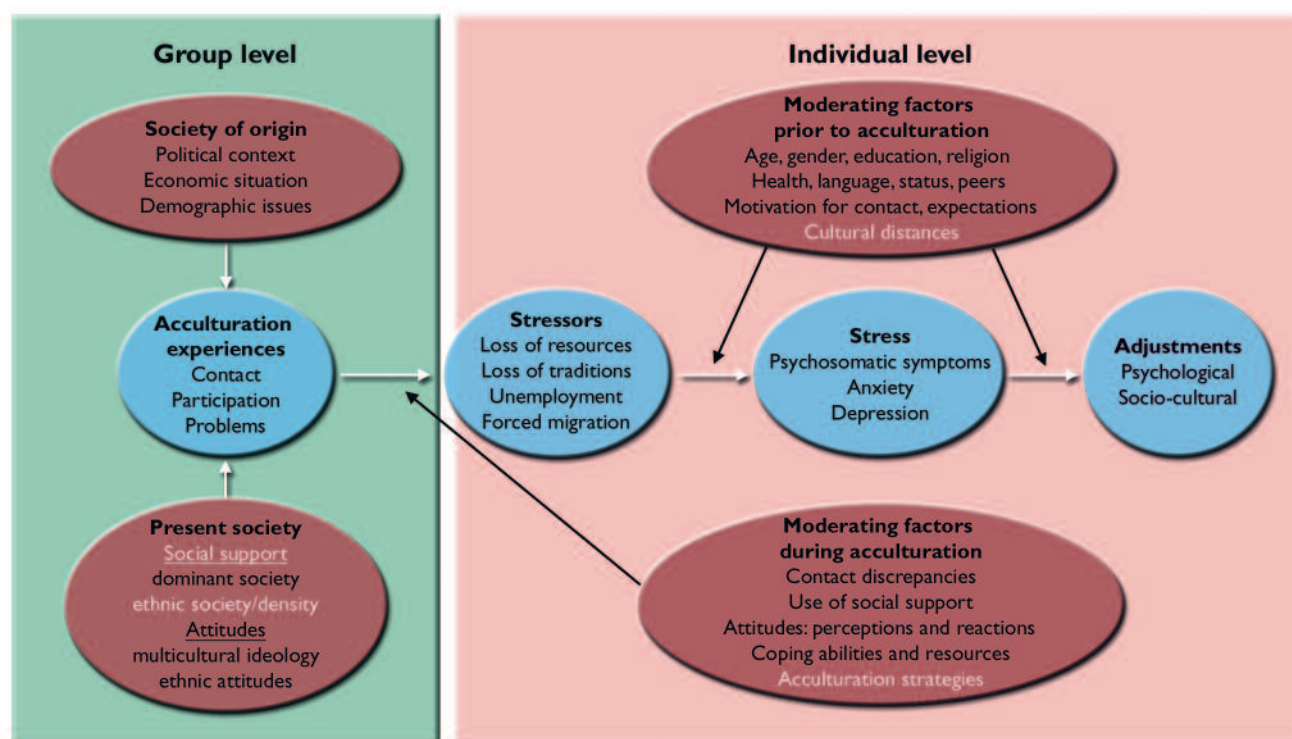 Group level
Society of origin
Political context
Economic situation
Demographic issues
Acculturation
experiences
Contact
Participation
Problems
Present society
Social support
dominant society
ethnic society/density
Attitudes
multicultural ideology
ethnic attitudes
Individual level
Moderating factors
prior to acculturation
Age, gender, education, religion
Health, language, status, peers
Motivation for contact, expectations
Cultural distances
Stressors
Loss of resources
Loss of traditions
Unemployment
Forced migration
Stress
Psychosomatic symptoms
Anxiety
Depression
Adjustments
Psychological
Socio-cultural
Moderating factors
during acculturation
Contact discrepancies
Use of social support
Attitudes: perceptions and reactions
Coping abilities and resources
Acculturation strategies